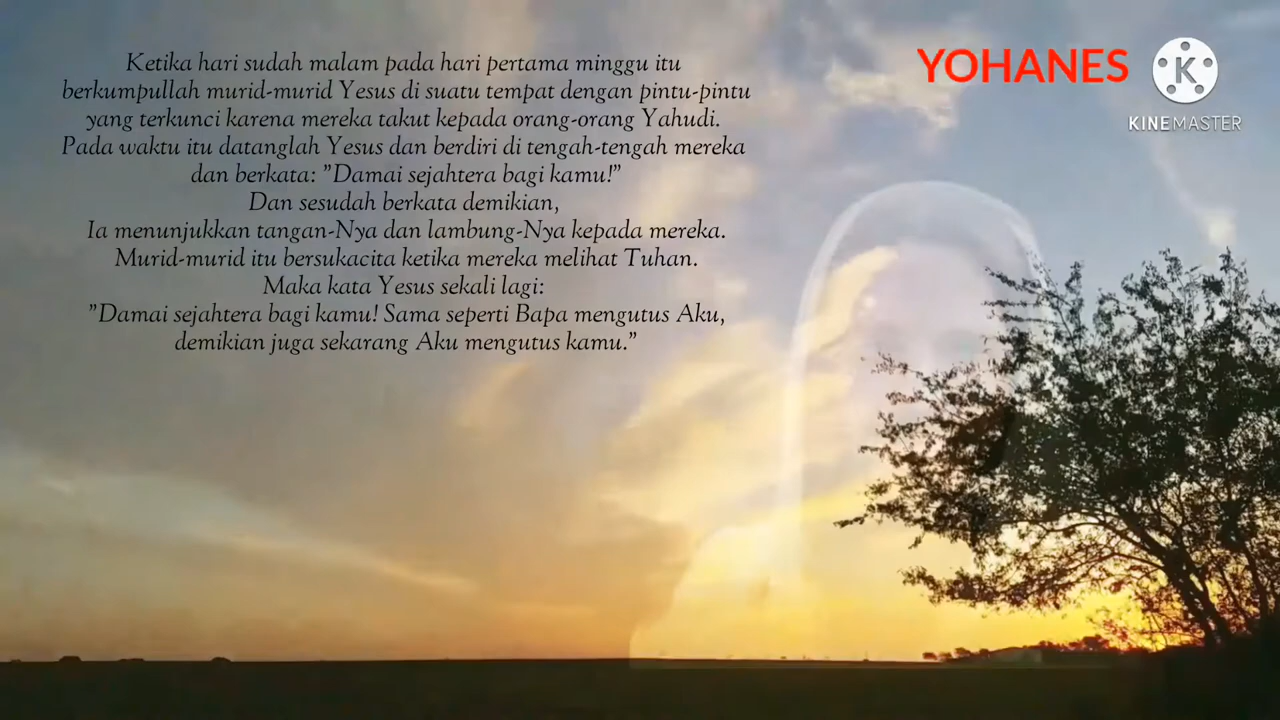 Ketika hari sudah malam pada hari pertama minggu itu
berkumpullah murid-murid Yesus di suatu tempat dengan pintu-pintu
yang terkunci karena mereka takut kepada orang-orang Yahudi.
Pada waktu itu datanglah Yesus dan berdiri di tengah-tengah mereka
dan berkata: "Damai sejahtera bagi kamu!"
Dan sesudah berkata demikian,
Ia menunjukkan tangan-Nya dan lambung-Nya kepada mereka.
Murid-murid itu bersukacita ketika mereka melihat Tuhan.
Maka kata Yesus sekali lagi:
"Damai sejahtera bagi kamu! Sama seperti Bapa mengutus Aku,
demikian juga sekarang Aku mengutus kamu."
YOHANES
K
KINEMASTER